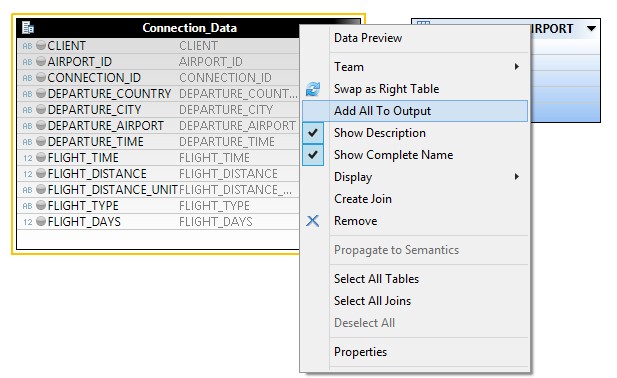 Connection_Data
AB CLIENT CLIENT
AB AIRPORT_ID AIRPORT_ID
AB CONNECTION_ID CONNECTION_ID
AB DEPARTURE_COUNTRY DEPARTURE_COUNT...
AB DEPARTURE_CITY DEPARTURE_CITY
AB DEPARTURE_AIRPORT DEPARTURE_AIRPORT
AB DEPARTURE_TIME DEPARTURE_TIME
12 FLIGHT_TIME FLIGHT_TIME
12 FLIGHT_DISTANCE FLIGHT_DISTANCE
AB FLIGHT_DISTANCE_UNIT FLIGHT_DISTANCE_...
AB FLIGHT_TYPE FLIGHT_TYPE
12 FLIGHT_DAYS FLIGHT_DAYS
AIRPORT
Data Preview
Team
Swap as Right Table
Add All To Output
Show Description
Show Complete Name
Display
Create Join
Remove
Propagate to Semantics
Select All Tables
Select All Joins
Deselect All
Properties